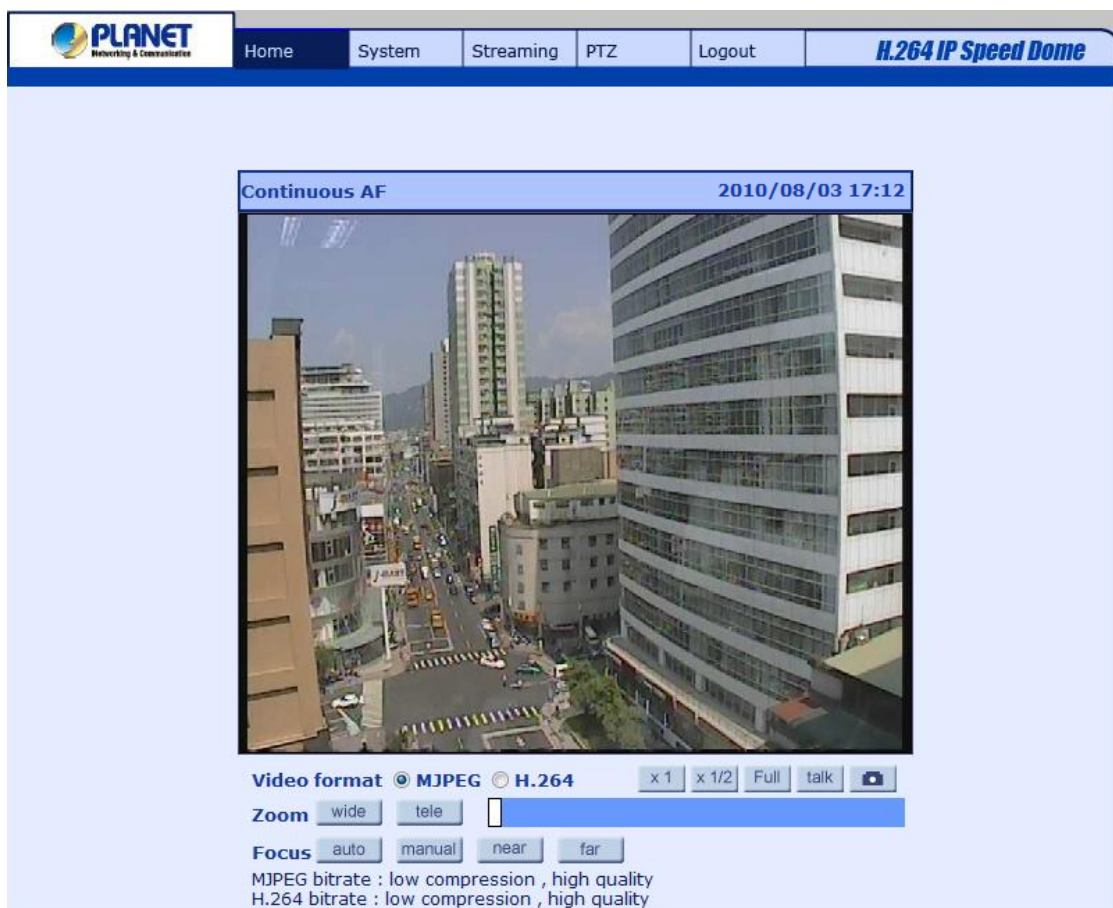 PLANET
Networking & Communication
Home System Streaming PTZ Logout H.264 IP Speed Dome
Continuous AF 2010/08/03 17:12
Video format MJPEG H.264 x 1 x 1/2 Full talk
Zoom wide tele
Focus auto manual near far
MJPEG bitrate : low compression , high quality
H.264 bitrate : low compression , high quality